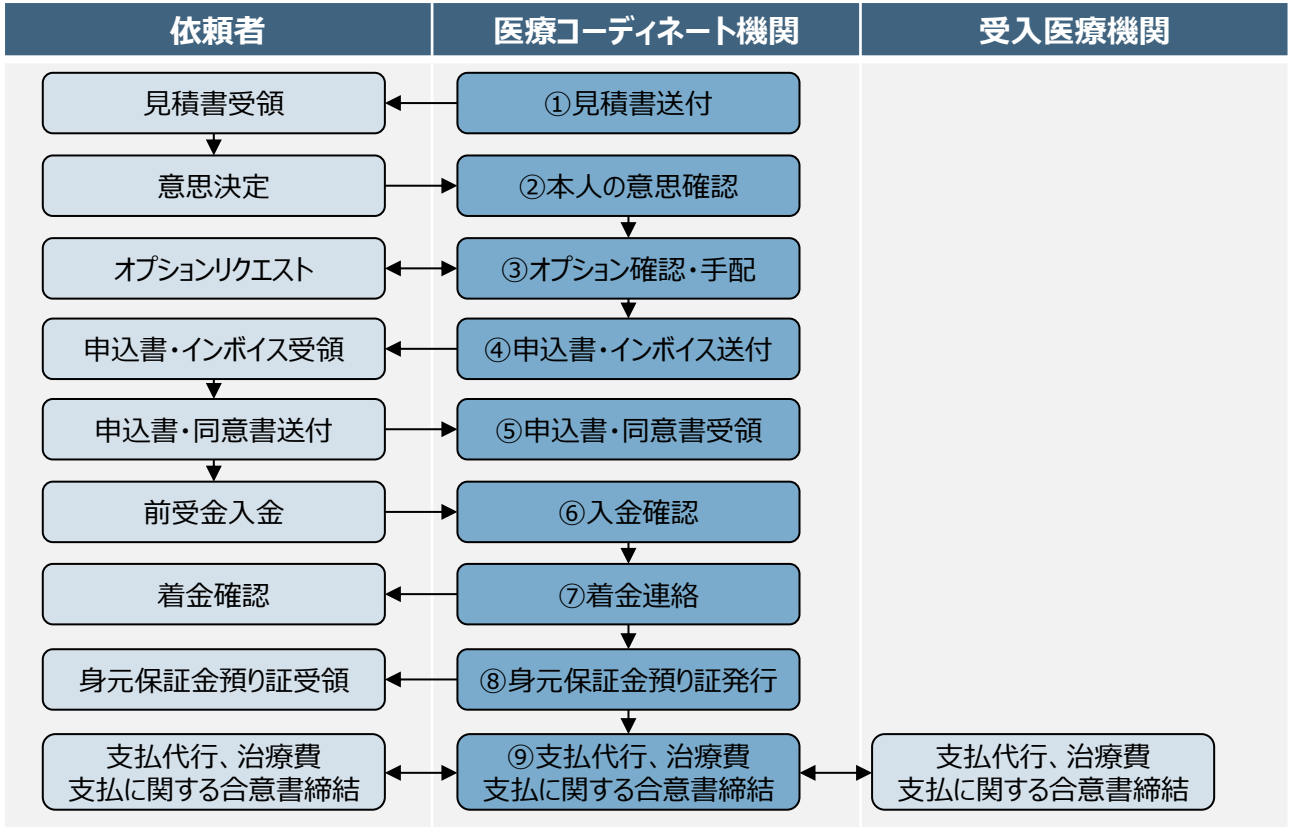 依頼者
医療コーディネート機関
受入医療機関
見積書受領
①見積書送付
意思決定
②本人の意思確認
オプションリクエスト
③オプション確認・手配
申込書・インボイス受領
④申込書・インボイス送付
申込書・同意書送付
⑤申込書・同意書受領
前受金入金
⑥入金確認
着金確認
⑦着金連絡
身元保証金預り証受領
⑧身元保証金預り証発行
支払代行、治療費
支払に関する合意書締結
⑨支払代行、治療費
支払に関する合意書締結
支払代行、治療費
支払に関する合意書締結